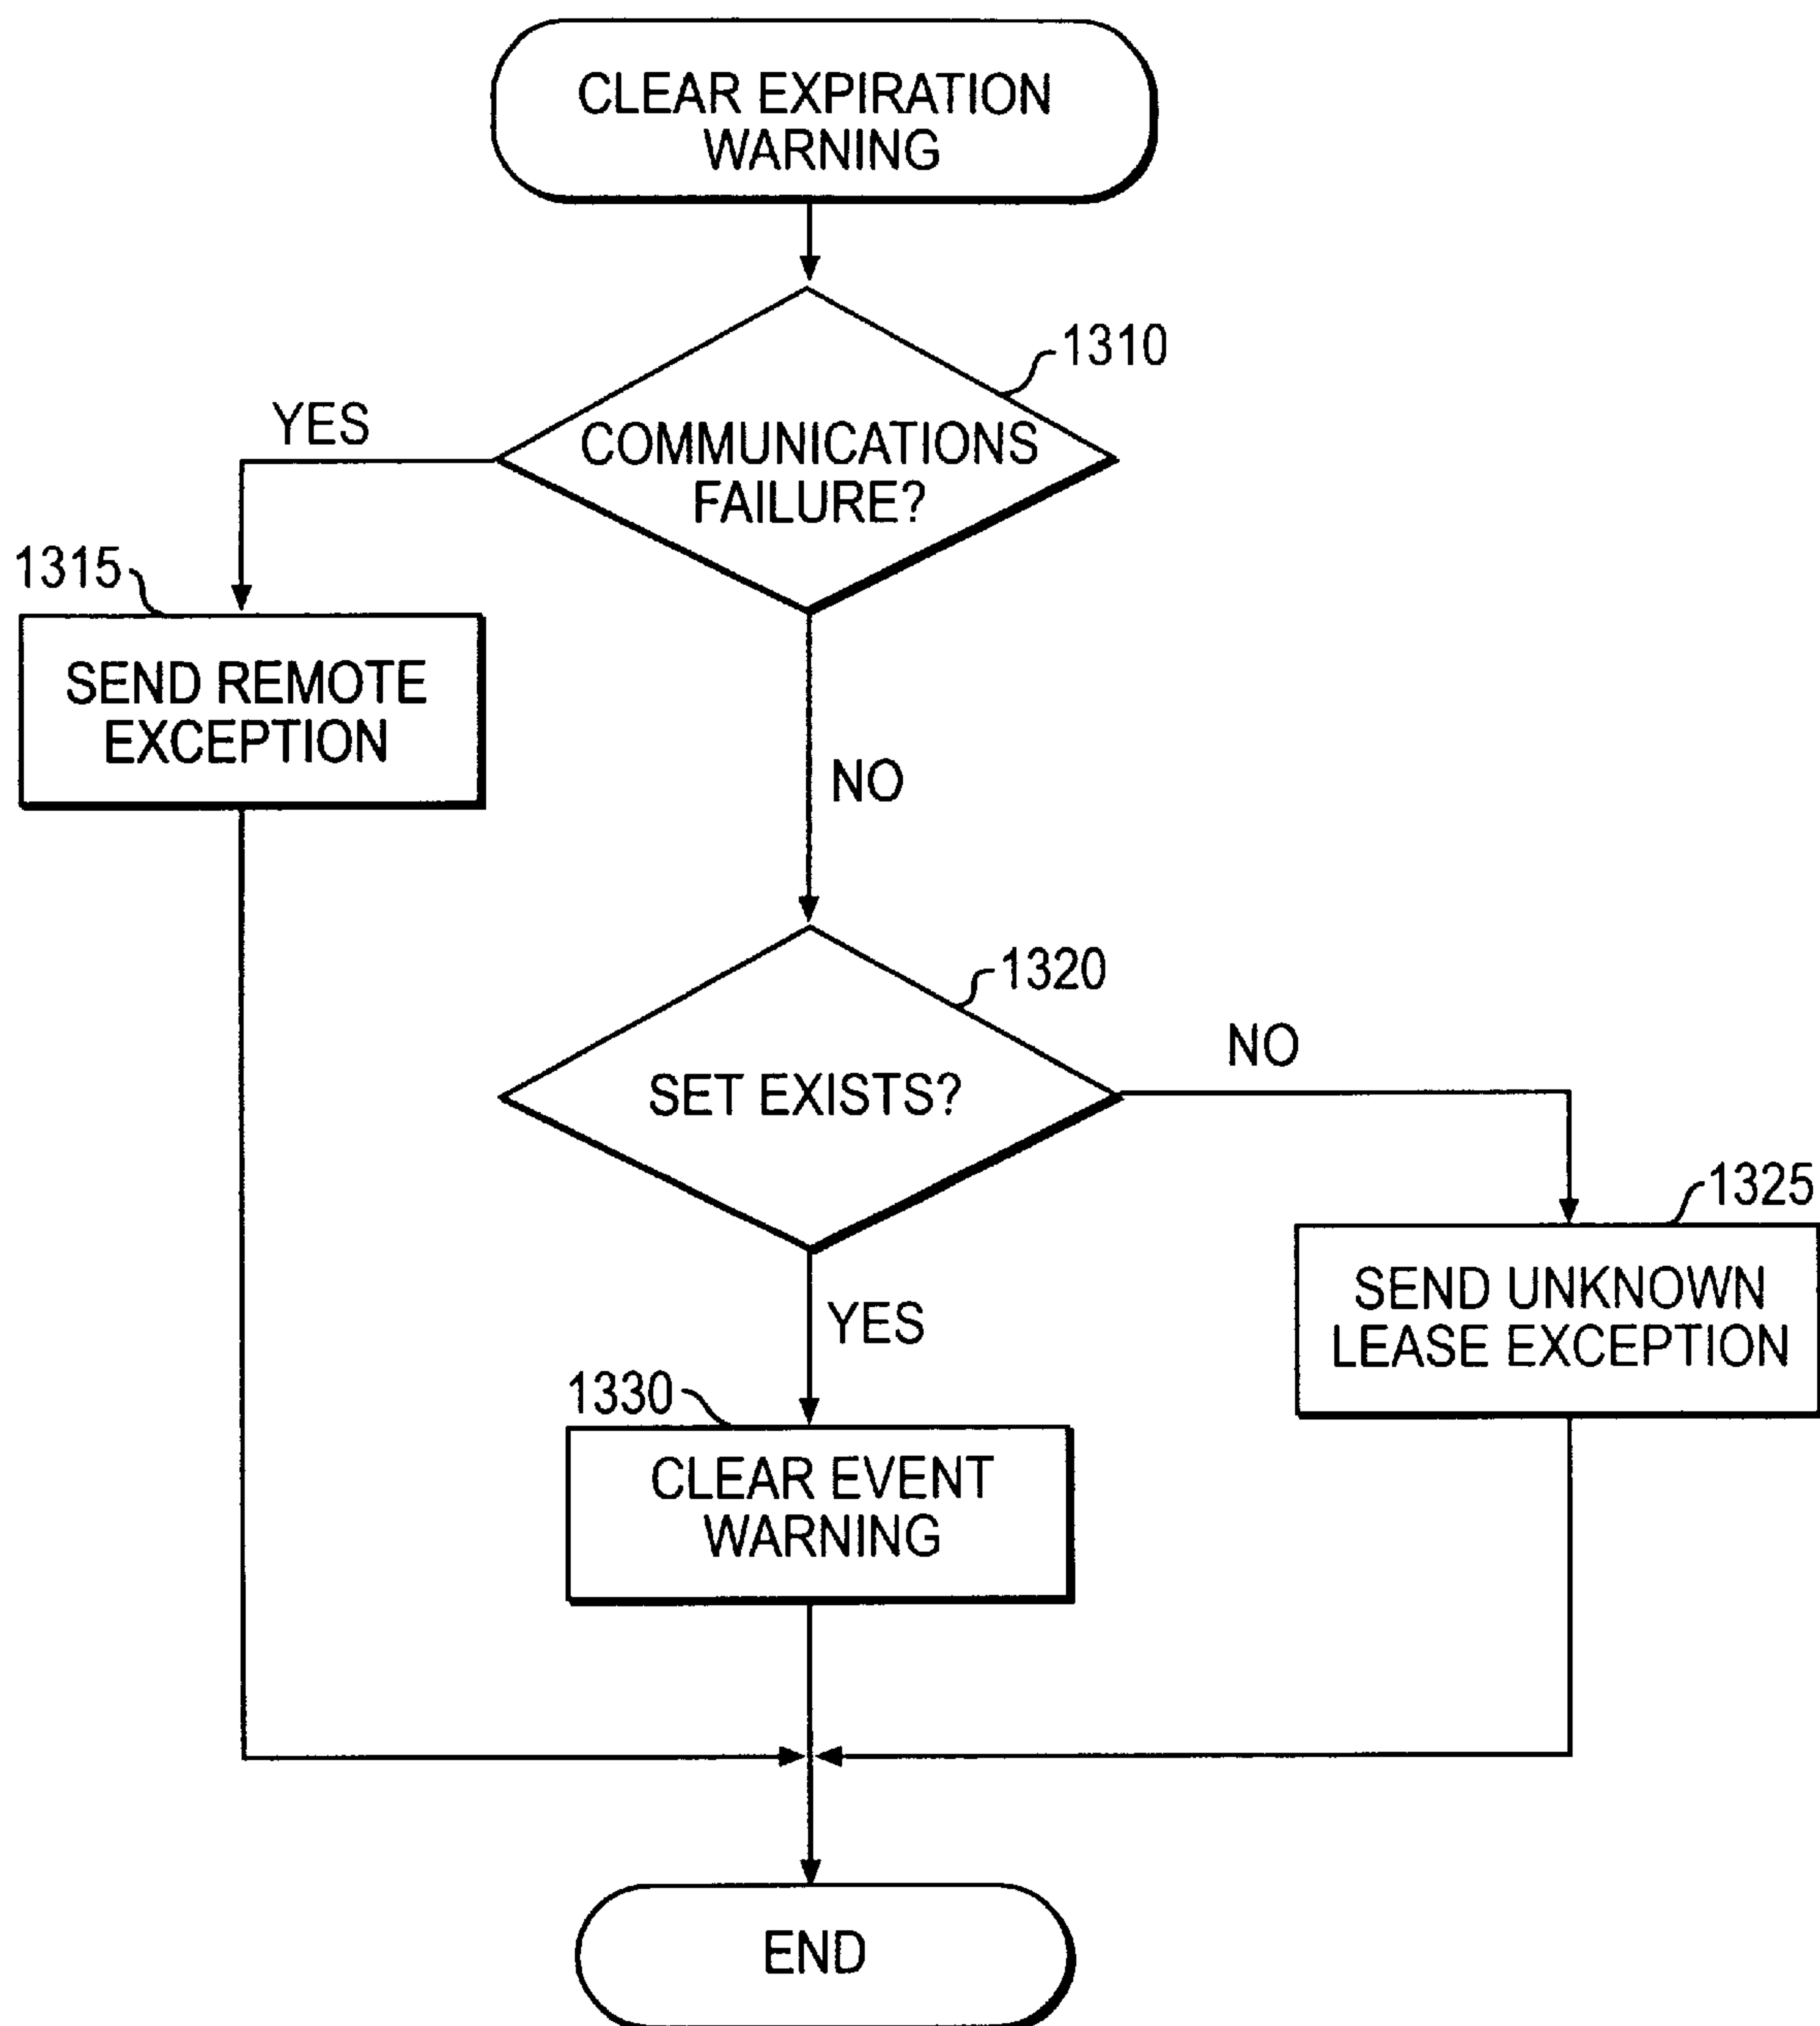 CLEAR EXPIRATION
WARNING
1310
YES
COMMUNICATIONS
FAILURE?
1315
SEND REMOTE
EXCEPTION
NO
1320
NO
SET EXISTS?
1325
SEND UNKNOWN
LEASE EXCEPTION
YES
1330
CLEAR EVENT
WARNING
END